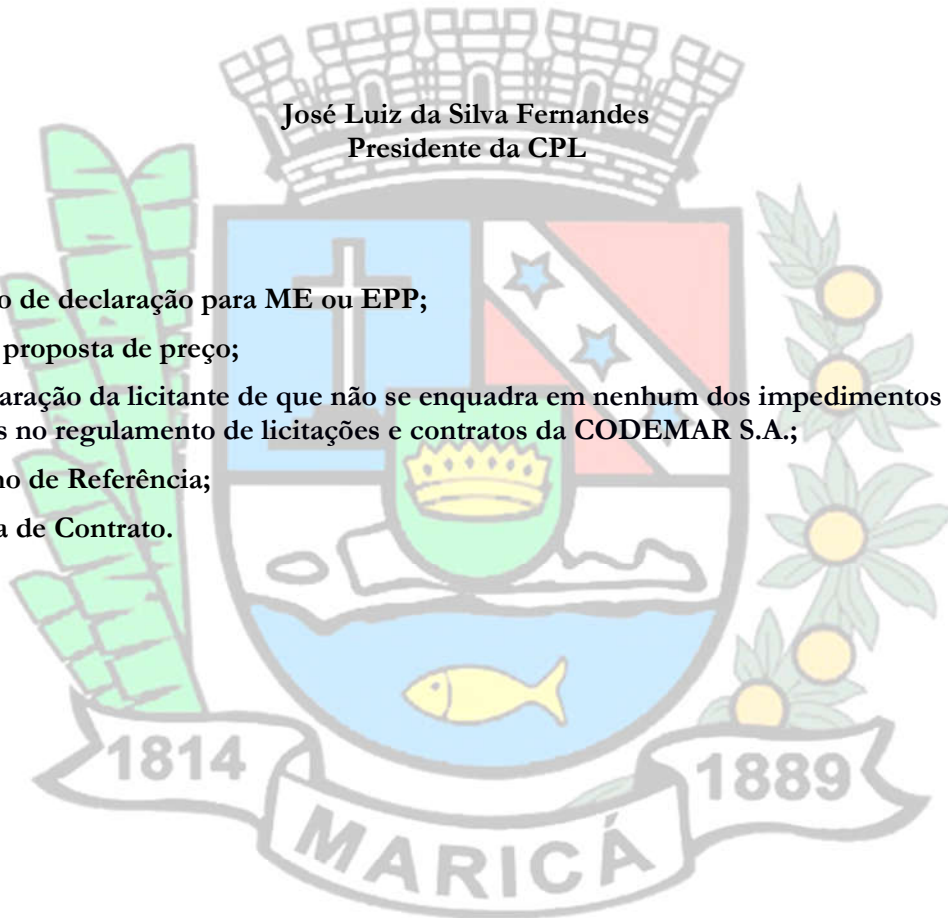 José Luiz da Silva Fernandes
Presidente da CPL
o de declaração para ME ou EPP;
proposta de preço;
aração da licitante de que não se enquadra em nenhum dos impedimentos
s no regulamento de licitações e contratos da CODEMAR S.A.;
no de Referência;
a de Contrato.
1814
1889
MARICÁ